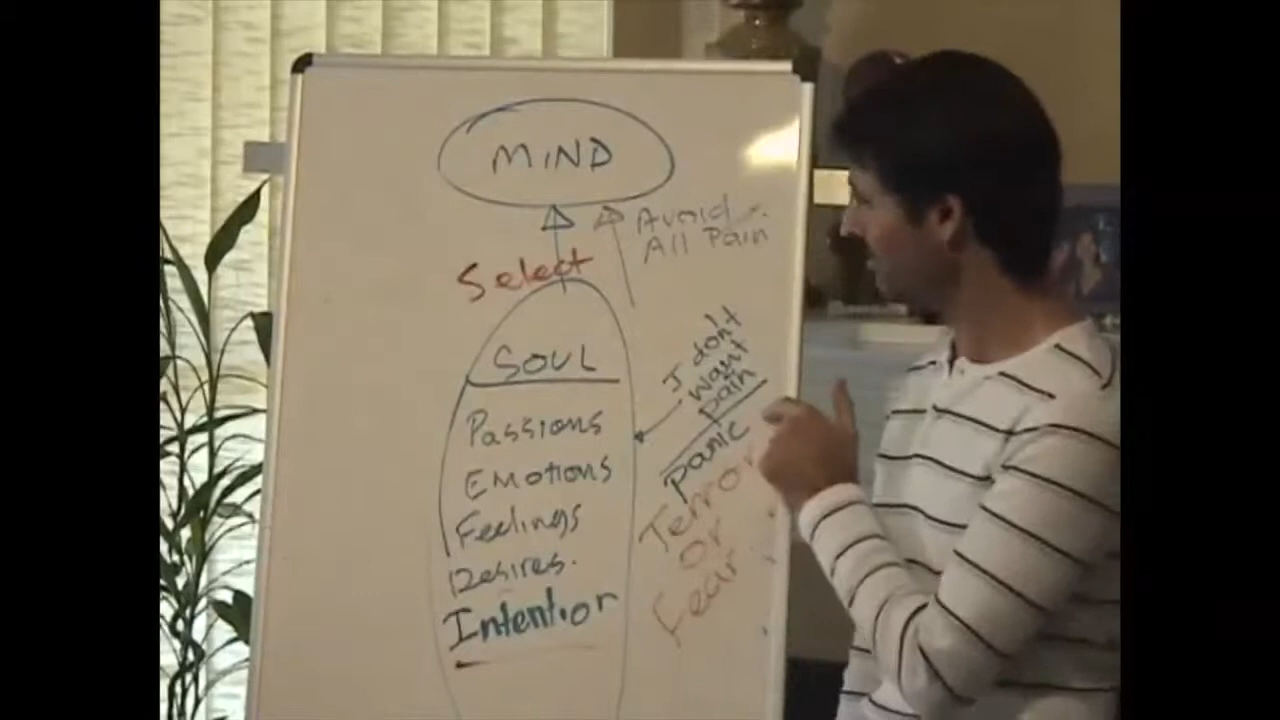 MIND
Avoid
All Pain
Select
SOUL
Passions
Emotions
Feelings
Desires.
Intention
I don't
want
pain
panic
Terror
or
Fear